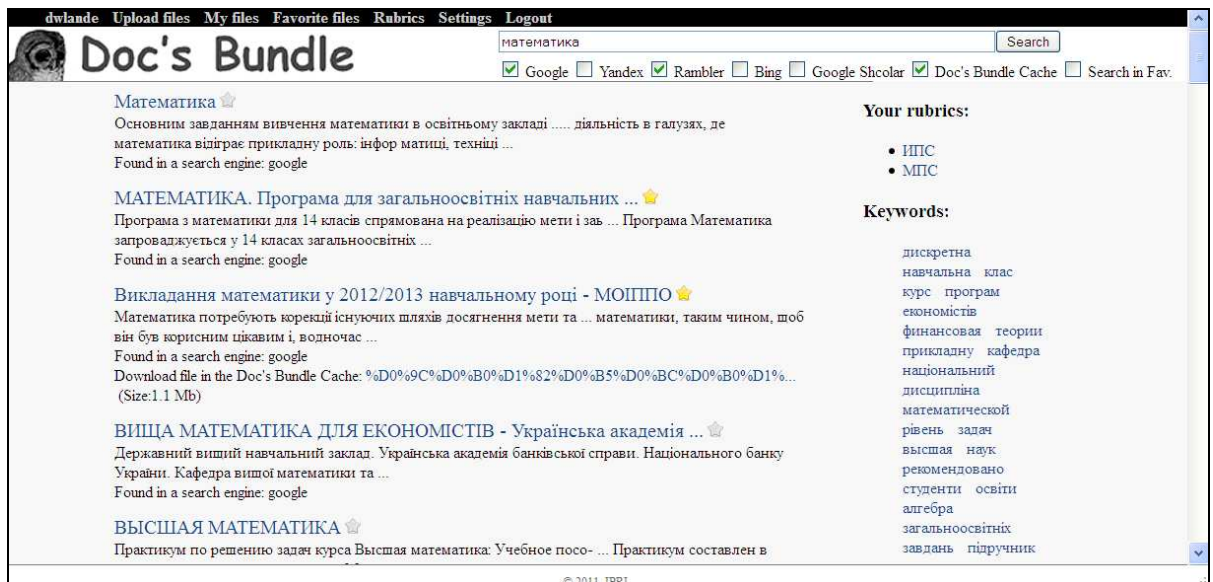 dwlande Upload files My files Favorite files Rubrics Settings Logout
Doc's Bundle
математика
Search
Google Yandex Rambler Bing Google Shcolar Doc's Bundle Cache Search in Fav.
Математика
Основним завданням вивчення математики в освітньому закладі ..... діяльність в галузях, де
математика відіграє прикладну роль: інфор матиці, техніці ...
Found in a search engine: google
МАТЕМАТИКА. Програма для загальноосвітніх навчальних ...
Програма з математики для 14 класів спрямована на реалізацію мети і заь ... Програма Математика
запроваджується у 14 класах загальноосвітніх ...
Found in a search engine: google
Викладання математики у 2012/2013 навчальному році - МОІППО
Математика потребують корекції існуючих шляхів досягнення мети та ... математики, таким чином, щоб
він був корисним цікавим і, водночас ...
Found in a search engine: google
Download file in the Doc's Bundle Cache: %D0%9C%D0%B0%D1%82%D0%B5%D0%BC%D0%B0%D1%...
(Size:1.1 Mb)
ВИЩА МАТЕМАТИКА ДЛЯ ЕКОНОМІСТІВ - Українська академія ...
Державний виший навчальний заклад. Українська академія банківської справи. Національного банку
України. Кафедра вищої математики та ...
Found in a search engine: google
ВЫСШАЯ МАТЕМАТИКА
Практикум по решению задач курса Высшая математика: Учебное посо- ... Практикум составлен в
Your rubrics:
ИПС
МПС
Keywords:
дискретна
навчальна клас
курс програм
економістів
финансовая теории
прикладну кафедра
національний
дисципліна
математической
рівень задач
высшая наук
рекомендовано
студенти освіти
алгебра
загальноосвітніх
завдань підручник
© 2011